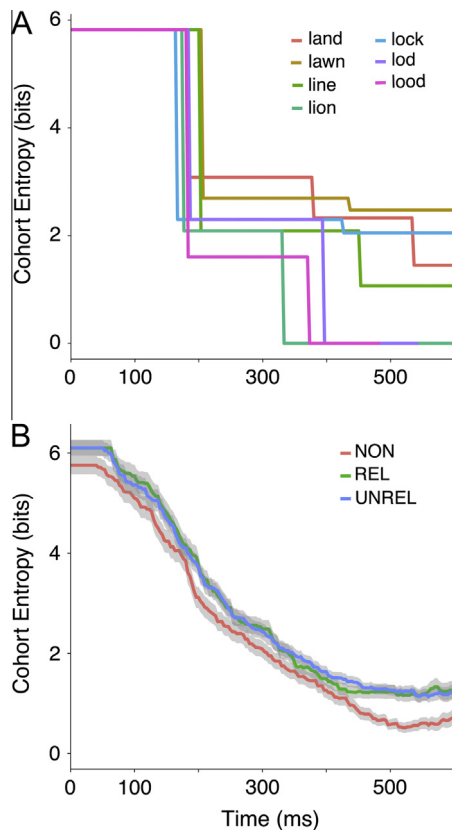 A
Cohort Entropy (bits)
6
4
2
0
land
lawn
line
lion
lock
lod
lood
0 100 300 500
B
Cohort Entropy (bits)
6
4
2
0
NON
REL
UNREL
0 100 300 500
Time (ms)